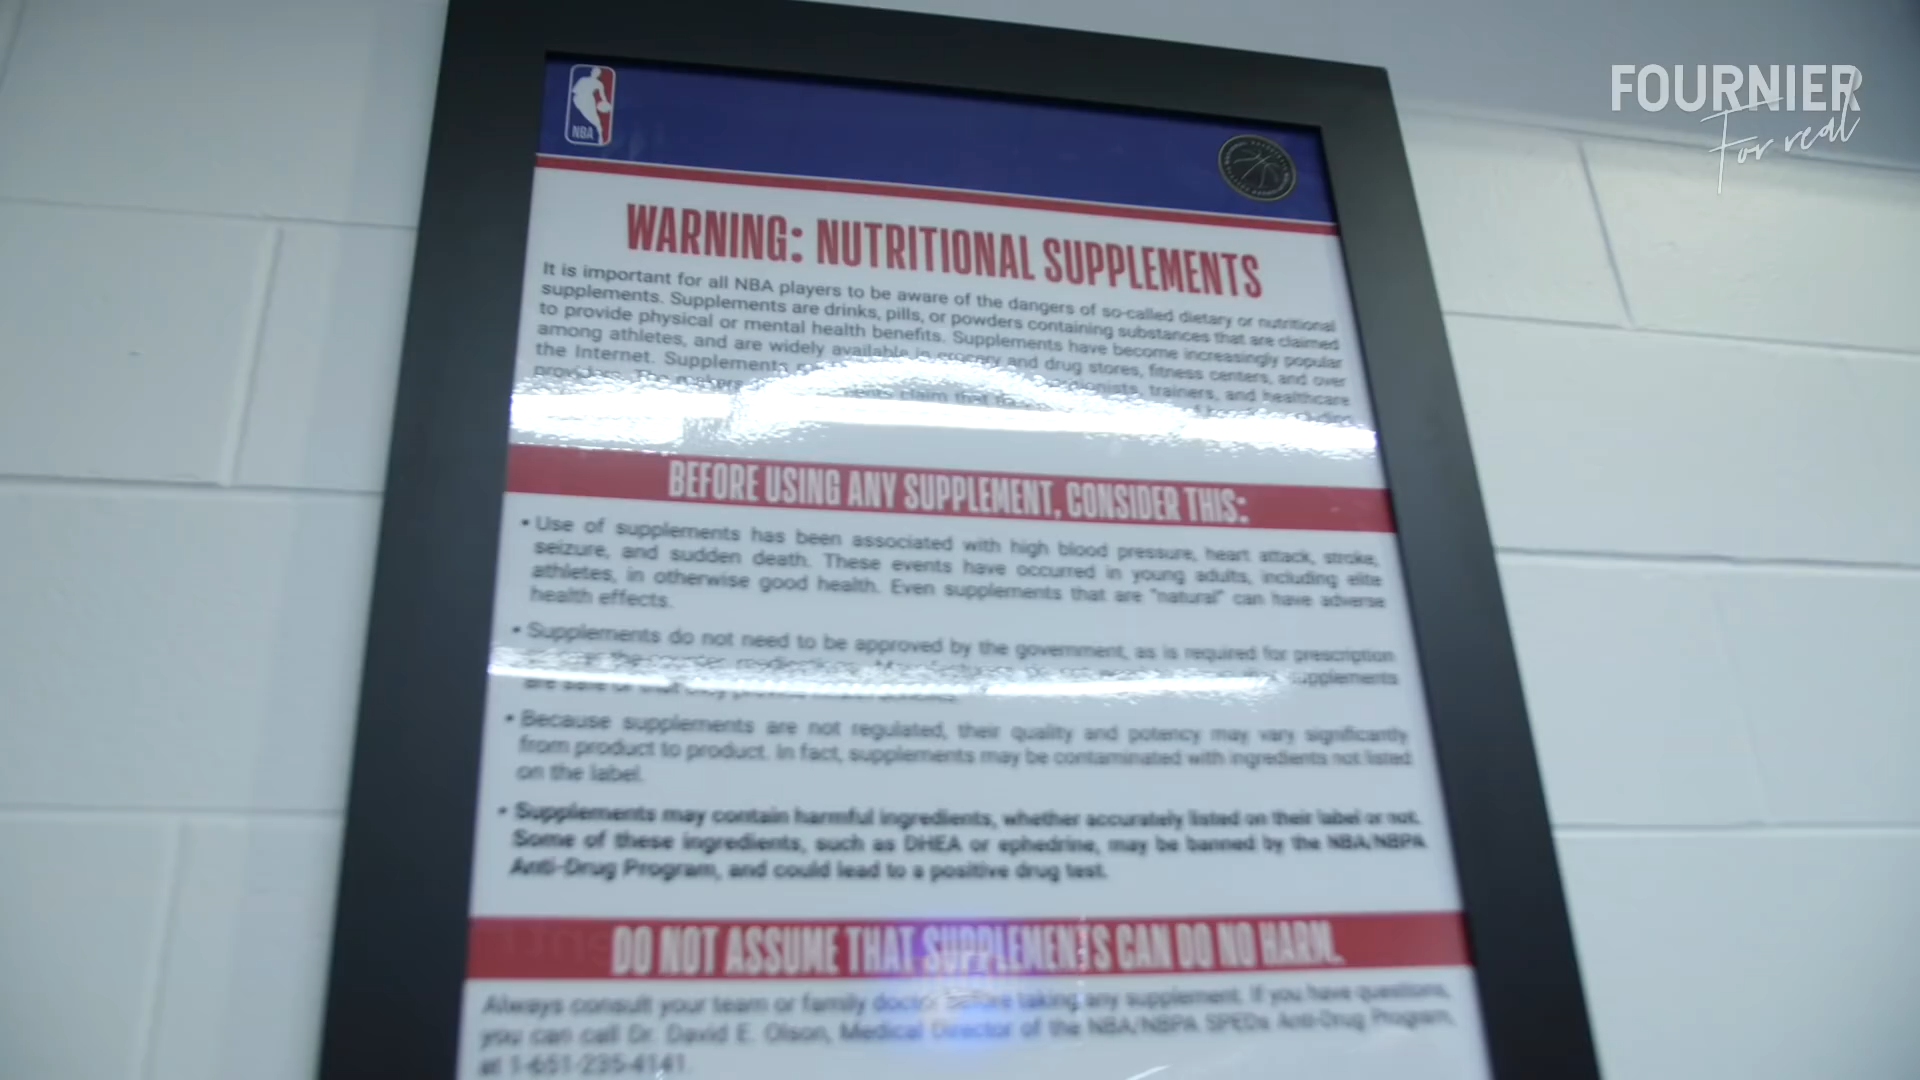 FOURNIER
For real
NBA
WARNING: NUTRITIONAL SUPPLEMENTS
It is important for all NBA players to be aware of the dangers of so-called dietary or nutritional
supplements. Supplements are drinks, pills, or powders containing substances that are claimed
to provide physical or mental health benefits. Supplements have become increasingly popular
among athletes, and are widely available in grocery and drug stores, fitness centers, and over
the Internet. Supplements trainers, and healthcare
claim that
BEFORE USING ANY SUPPLEMENT, CONSIDER THIS:
• Use of supplements has been associated with high blood pressure, heart attack, stroke,
seizure, and sudden death. These events have occurred in young adults, including elite
athletes, in otherwise good health. Even supplements that are "natural" can have adverse
health effects.
• Supplements do not need to be approved by the government, as is required for prescription
supplements
• Because supplements are not regulated, their quality and potency may vary significantly
from product to product. In fact, supplements may be contaminated with ingredients not listed
on the label.
• Supplements may contain harmful ingredients, whether accurately listed on their label or not.
Some of these ingredients, such as DHEA or ephedrine, may be banned by the NBA/NBPA
Anti-Drug Program, and could lead to a positive drug test.
DO NOT ASSUME THAT SUPPLEMENTS CAN DO NO HARM.
Always consult your team or family doctor before taking any supplement. If you have questions,
you can call Dr. David E. Olson, Medical Director of the NBA/NBPA SPEDs Anti-Drug Program,
at 1-651-235-4141.